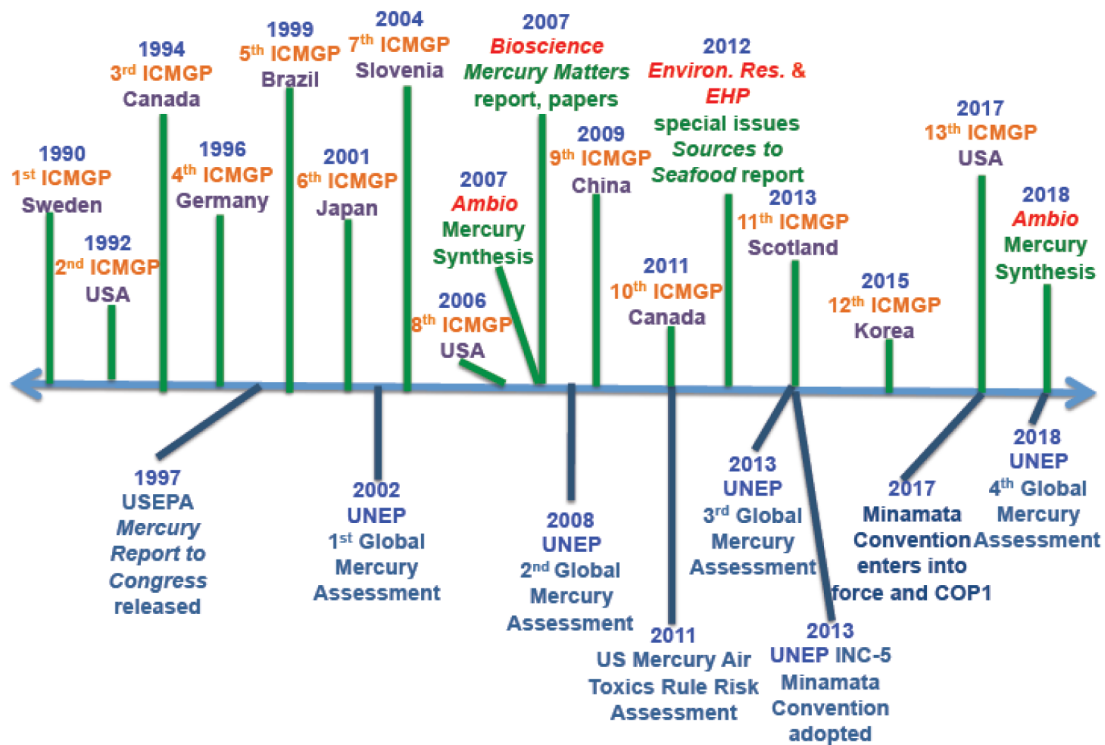 1990
1st ICMGP
Sweden
1992
2nd ICMGP
USA
1994
3rd ICMGP
Canada
1996
4th ICMGP
Germany
1999
5th ICMGP
Brazil
2001
6th ICMGP
Japan
2004
7th ICMGP
Slovenia
2006
8th ICMGP
USA
2007
Ambio
Mercury
Synthesis
2007
Bioscience
Mercury Matters
report, papers
2009
9th ICMGP
China
2011
10th ICMGP
Canada
2012
Environ. Res. &
EHP
special issues
Sources to
Seafood report
2013
11th ICMGP
Scotland
2015
12th ICMGP
Korea
2017
13th ICMGP
USA
2018
Ambio
Mercury
Synthesis
1997
USEPA
Mercury
Report to
Congress
released
2002
UNEP
1st Global
Mercury
Assessment
2008
UNEP
2nd Global
Mercury
Assessment
2011
US Mercury Air
Toxics Rule Risk
Assessment
2013
UNEP
3rd Global
Mercury
Assessment
2013
UNEP INC-5
Minamata
Convention
adopted
2017
Minamata
Convention
enters into
force and COP1
2018
UNEP
4th Global
Mercury
Assessment